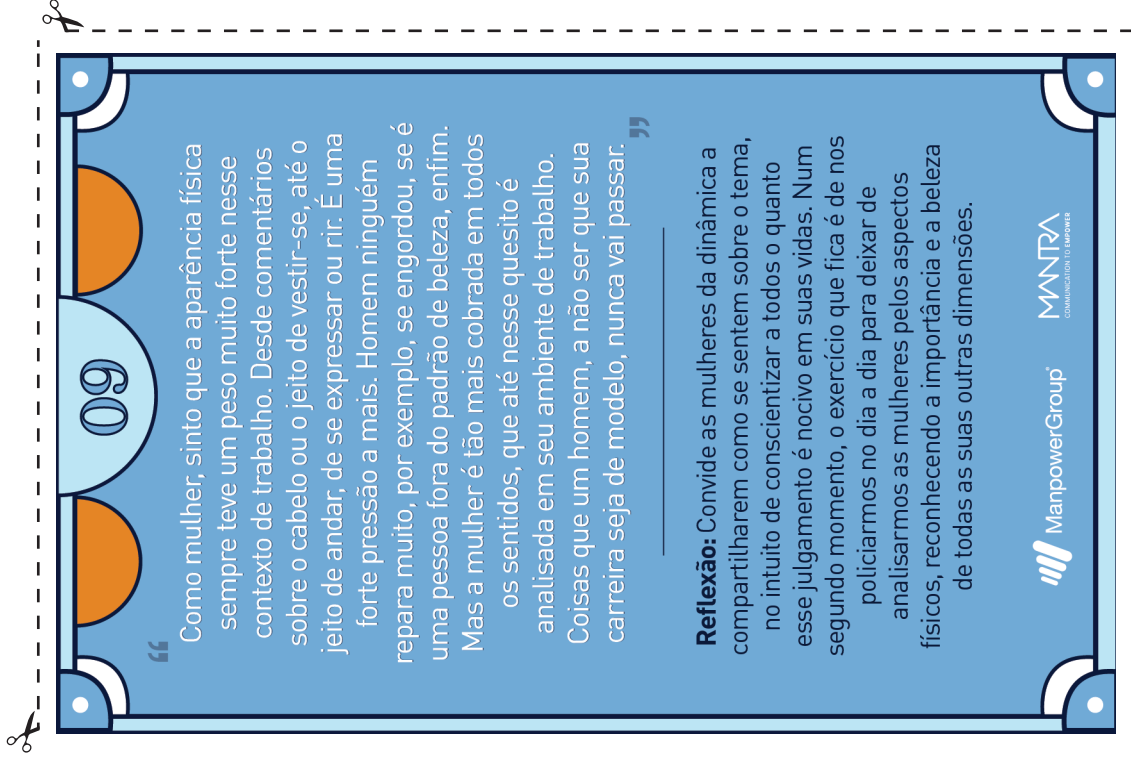 09
“
Como mulher, sinto que a aparência física
sempre teve um peso muito forte nesse
contexto de trabalho. Desde comentários
sobre o cabelo ou o jeito de vestir-se, até o
jeito de andar, de se expressar ou rir. É uma
forte pressão a mais. Homem ninguém
repara muito, por exemplo, se engordou, se é
uma pessoa fora do padrão de beleza, enfim.
Mas a mulher é tão mais cobrada em todos
os sentidos, que até nesse quesito é
analisada em seu ambiente de trabalho.
Coisas que um homem, a não ser que sua
carreira seja de modelo, nunca vai passar.
”
Reflexão: Convide as mulheres da dinâmica a
compartilharem como se sentem sobre o tema,
no intuito de conscientizar a todos o quanto
esse julgamento é nocivo em suas vidas. Num
segundo momento, o exercício que fica é de nos
policiarmos no dia a dia para deixar de
analisarmos as mulheres pelos aspectos
físicos, reconhecendo a importância e a beleza
de todas as suas outras dimensões.
ManpowerGroup®
MANTRA
COMMUNICATION TO EMPOWER